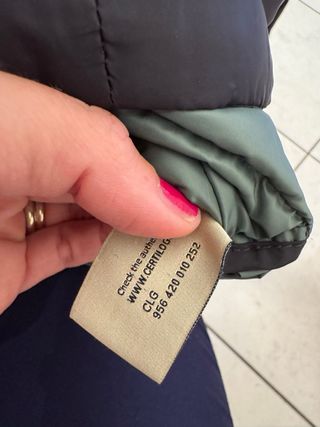 Check the authe
WWW.CERTILOG
CLG
956 420 010 252